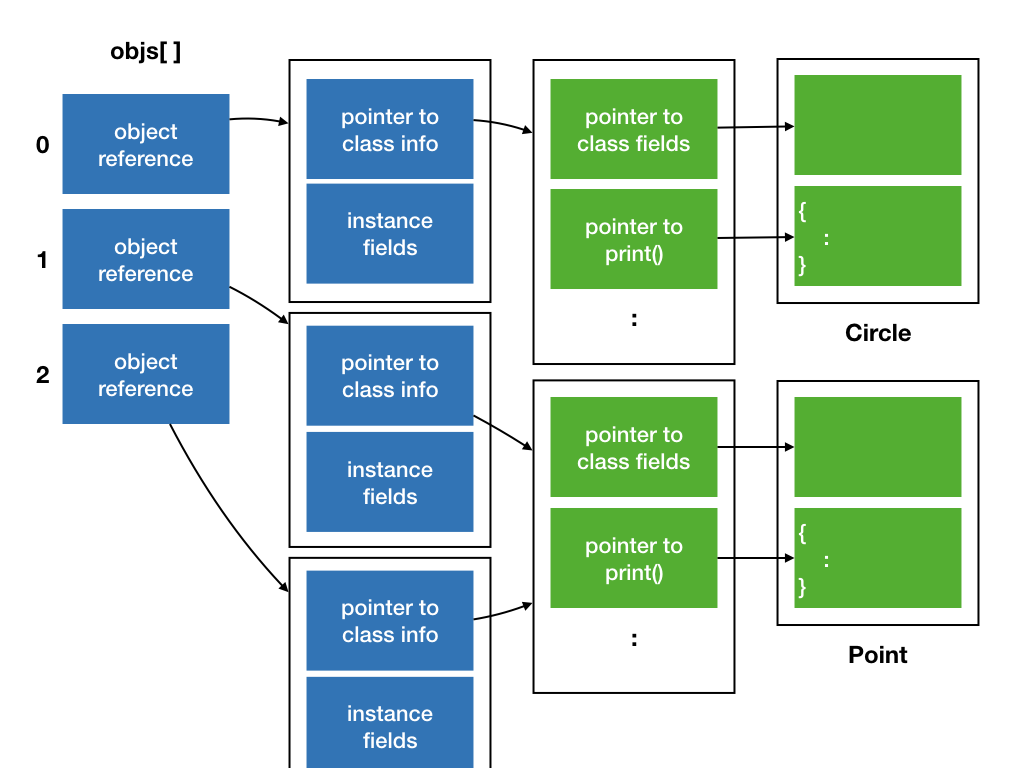 objs[ ]
0
object
reference
1
object
reference
2
object
reference
pointer to
class info
instance
fields
pointer to
class info
instance
fields
pointer to
class info
instance
fields
pointer to
class fields
pointer to
print()
:
pointer to
class fields
pointer to
print()
:
{
:
}
Circle
{
:
}
Point